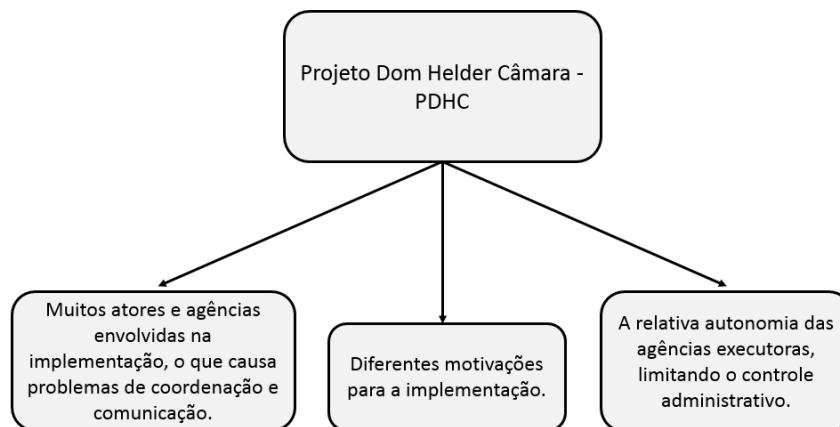 Projeto Dom Helder Câmara -
PDHC
Muitos atores e agências
envolvidas na
implementação, o que causa
problemas de coordenação e
comunicação.
Diferentes motivações
para a implementação.
A relativa autonomia das
agências executoras,
limitando o controle
administrativo.